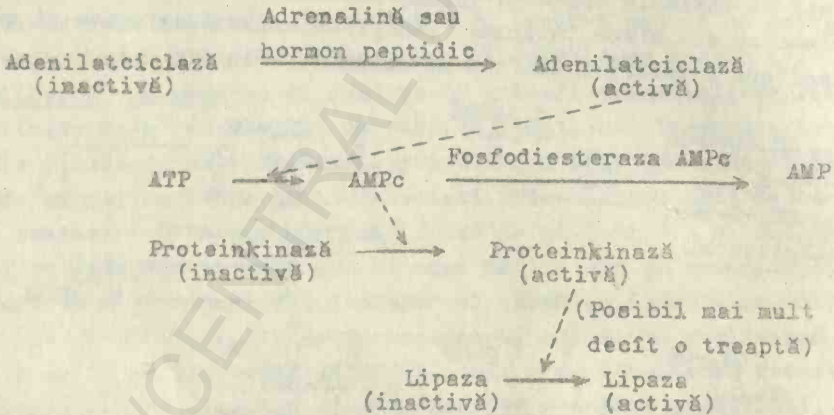 Adrenalină sau
hormon peptidic
Adenilatciclază
(inactivă)
Adenilatciclază
(activă)
ATP
AMPc
Fosfodiesteraza AMPc
AMP
Proteinkinază
(inactivă)
Proteinkinază
(activă)
(Posibil mai mult
decît o treaptă)
Lipaza
(inactivă)
Lipaza
(activă)